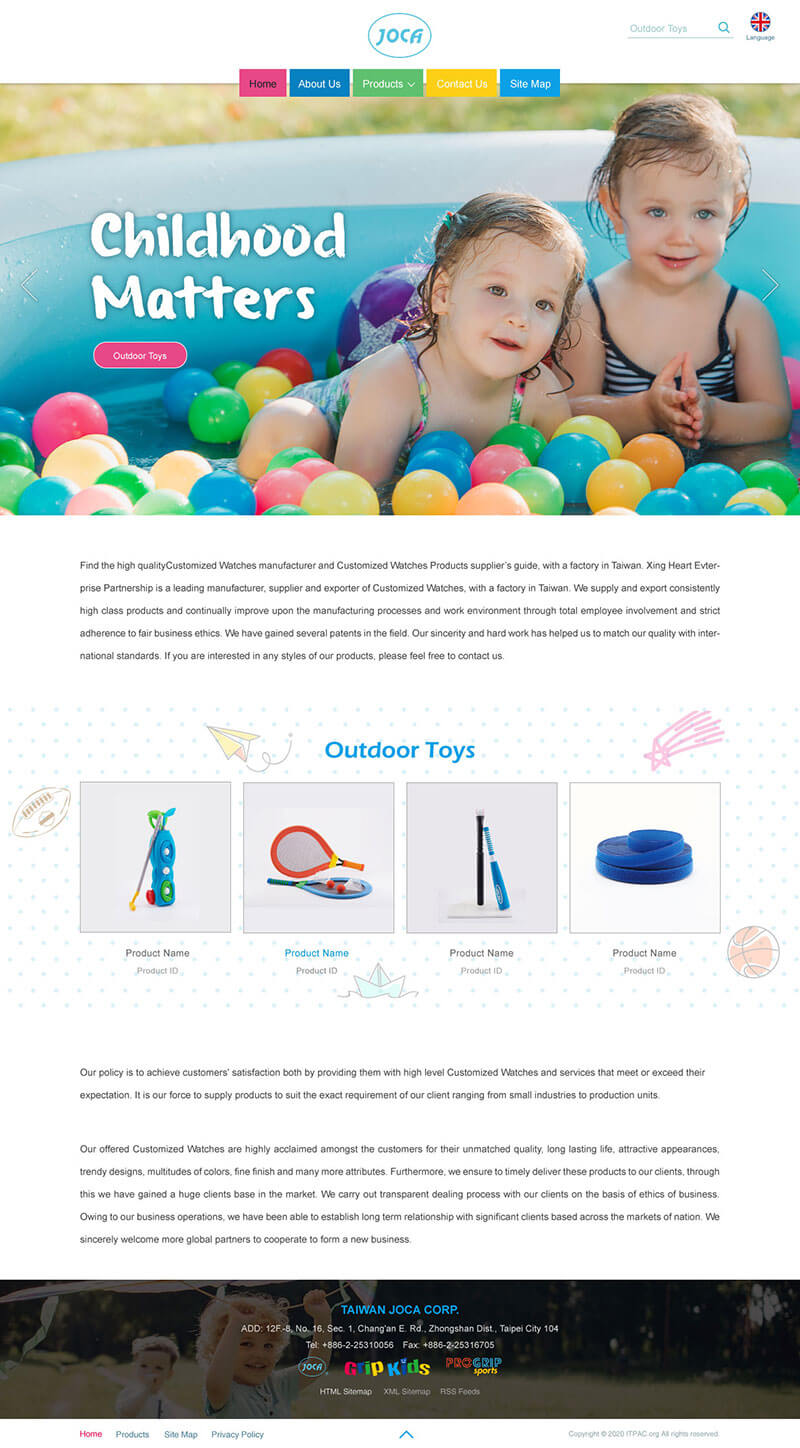 JOCA
Outdoor Toys
Language
Home About Us Products Contact Us Site Map
Childhood
Matters
Outdoor Toys
Find the high qualityCustomized Watches manufacturer and Customized Watches Products supplier's guide, with a factory in Taiwan. Xing Heart Evter-
prise Partnership is a leading manufacturer, supplier and exporter of Customized Watches, with a factory in Taiwan. We supply and export consistently
high class products and continually improve upon the manufacturing processes and work environment through total employee involvement and strict
adherence to fair business ethics. We have gained several patents in the field. Our sincerity and hard work has helped us to match our quality with inter-
national standards. If you are interested in any styles of our products, please feel free to contact us.
Outdoor Toys
Product Name Product Name Product Name Product Name
Product ID Product ID Product ID Product ID
Our policy is to achieve customers' satisfaction both by providing them with high level Customized Watches and services that meet or exceed their
expectation. It is our force to supply products to suit the exact requirement of our client ranging from small industries to production units.
Our offered Customized Watches are highly acclaimed amongst the customers for their unmatched quality, long lasting life, attractive appearances,
trendy designs, multitudes of colors, fine finish and many more attributes. Furthermore, we ensure to timely deliver these products to our clients, through
this we have gained a huge clients base in the market. We carry out transparent dealing process with our clients on the basis of ethics of business.
Owing to our business operations, we have been able to establish long term relationship with significant clients based across the markets of nation. We
sincerely welcome more global partners to cooperate to form a new business.
TAIWAN JOCA CORP.
ADD: 12F.-8, No. 16, Sec. 1, Chang'an E. Rd., Zhongshan Dist., Taipei City 104
Tel: +886-2-25310056 Fax: +886-2-25316705
JOCA Grip Kids PROGRIP sports
HTML Sitemap XML Sitemap RSS Feeds
Home Products Site Map Privacy Policy Copyright © 2020 ITPAC.org All rights reserved.